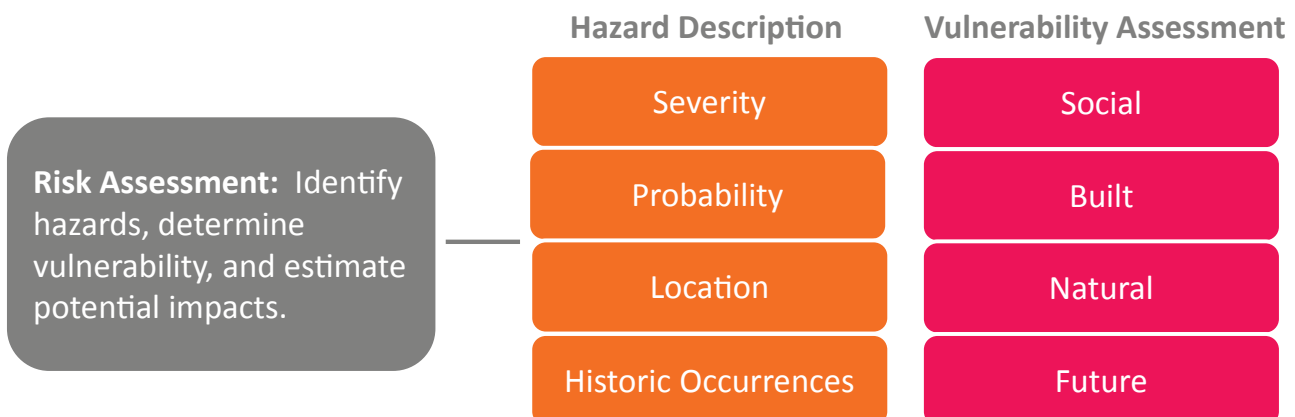 Hazard Description
Vulnerability Assessment
Risk Assessment: Identify
hazards, determine
vulnerability, and estimate
potential impacts.
Severity
Probability
Location
Historic Occurrences
Social
Built
Natural
Future